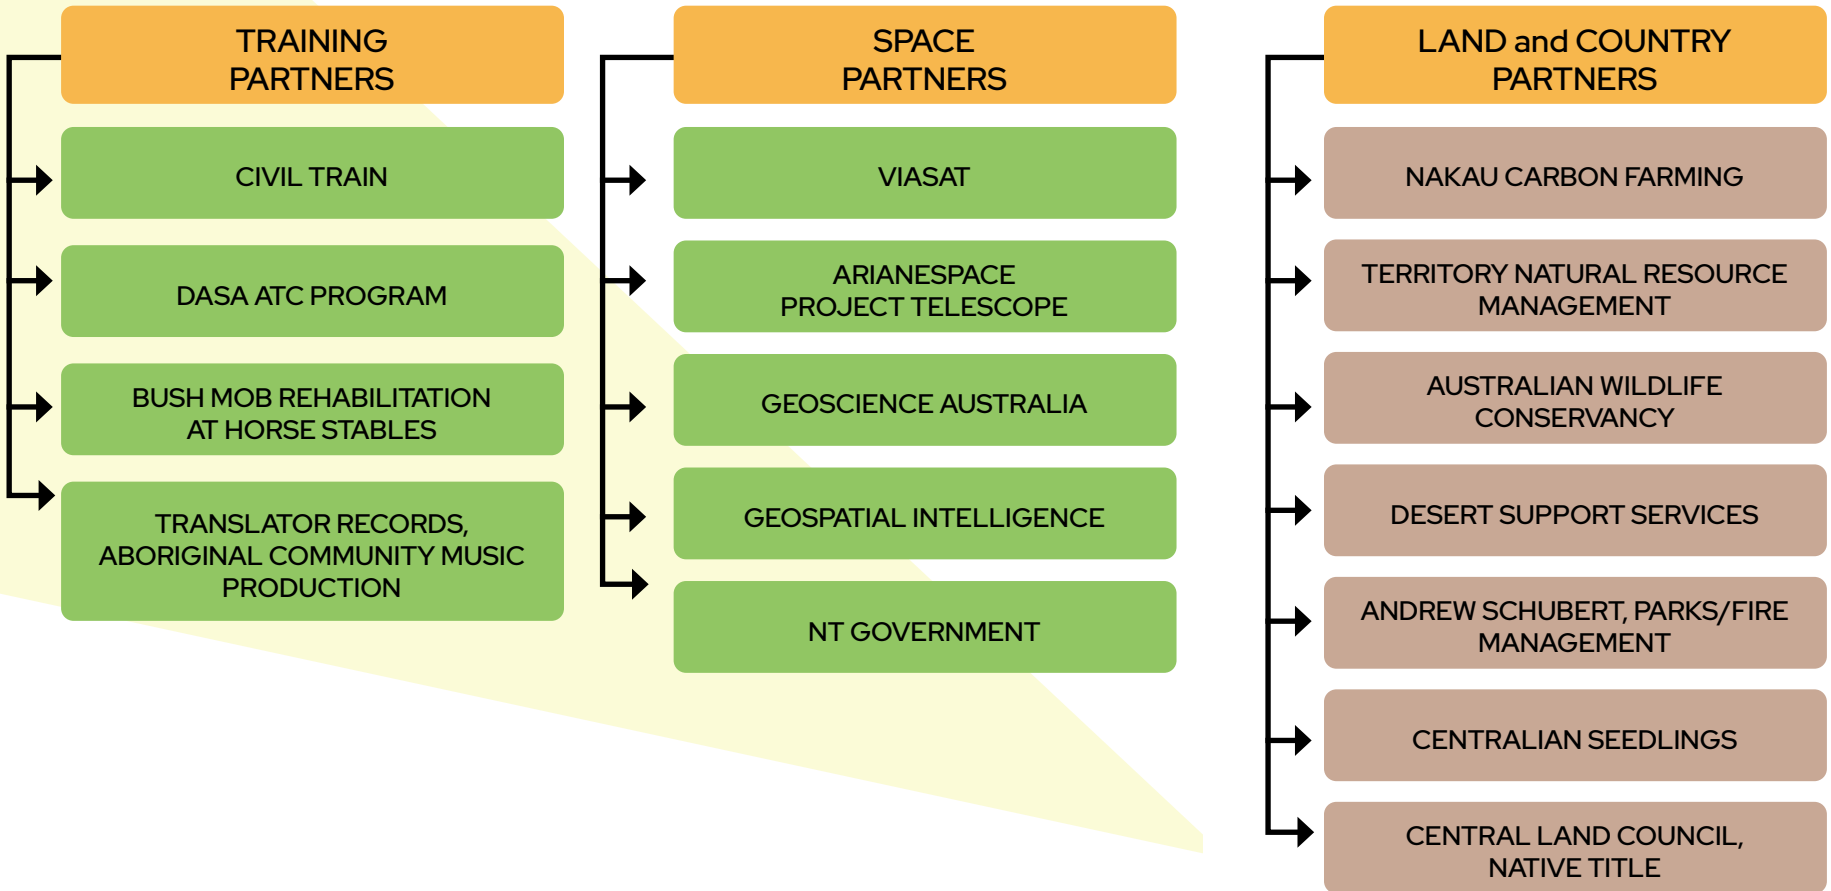 TRAINING
PARTNERS
CIVIL TRAIN
DASA ATC PROGRAM
BUSH MOB REHABILITATION
AT HORSE STABLES
TRANSLATOR RECORDS,
ABORIGINAL COMMUNITY MUSIC
PRODUCTION
SPACE
PARTNERS
VIASAT
ARIANESPACE
PROJECT TELESCOPE
GEOSCIENCE AUSTRALIA
GEOSPATIAL INTELLIGENCE
NT GOVERNMENT
LAND and COUNTRY
PARTNERS
NAKAU CARBON FARMING
TERRITORY NATURAL RESOURCE
MANAGEMENT
AUSTRALIAN WILDLIFE
CONSERVANCY
DESERT SUPPORT SERVICES
ANDREW SCHUBERT, PARKS/FIRE
MANAGEMENT
CENTRALIAN SEEDLINGS
CENTRAL LAND COUNCIL,
NATIVE TITLE